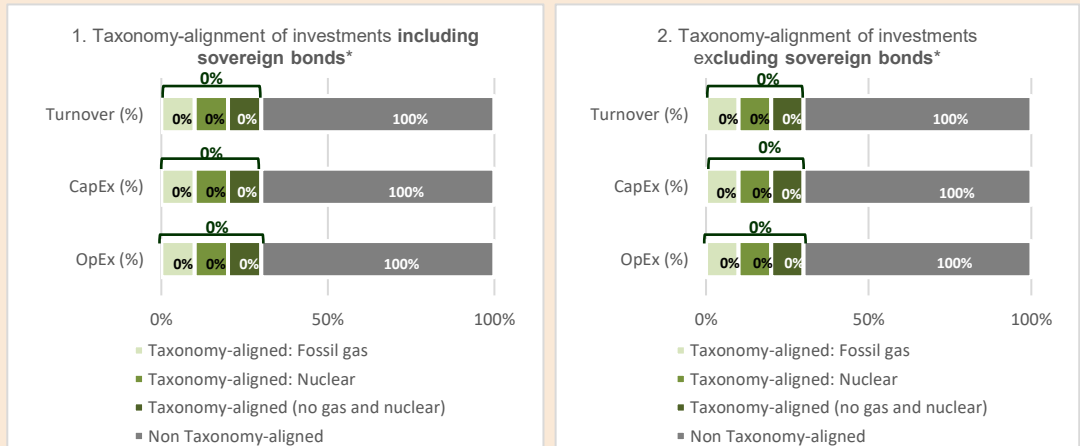 1. Taxonomy-alignment of investments including
sovereign bonds*
0%
Turnover (%)
0% 0% 0% 100%
0%
CapEx (%)
0% 0% 0% 100%
0%
OpEx (%)
0% 0% 0% 100%
0% 50% 100%
Taxonomy-aligned: Fossil gas
Taxonomy-aligned: Nuclear
Taxonomy-aligned (no gas and nuclear)
Non Taxonomy-aligned
2. Taxonomy-alignment of investments
excluding sovereign bonds*
0%
Turnover (%)
0% 0% 0% 100%
0%
CapEx (%)
0% 0% 0% 100%
0%
OpEx (%)
0% 0% 0% 100%
0% 50% 100%
Taxonomy-aligned: Fossil gas
Taxonomy-aligned: Nuclear
Taxonomy-aligned (no gas and nuclear)
Non Taxonomy-aligned